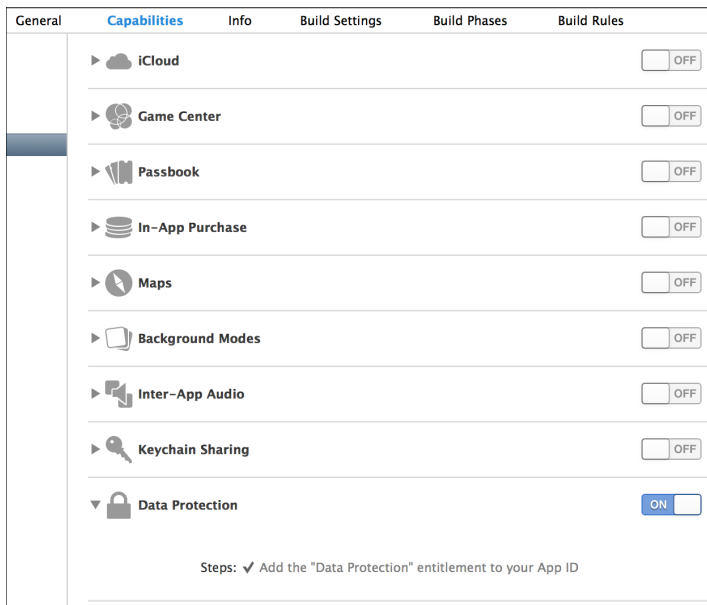 General Capabilities Info Build Settings Build Phases Build Rules
iCloud OFF
Game Center OFF
Passbook OFF
In-App Purchase OFF
Maps OFF
Background Modes OFF
Inter-App Audio OFF
Keychain Sharing OFF
Data Protection ON
Steps: ✔ Add the "Data Protection" entitlement to your App ID